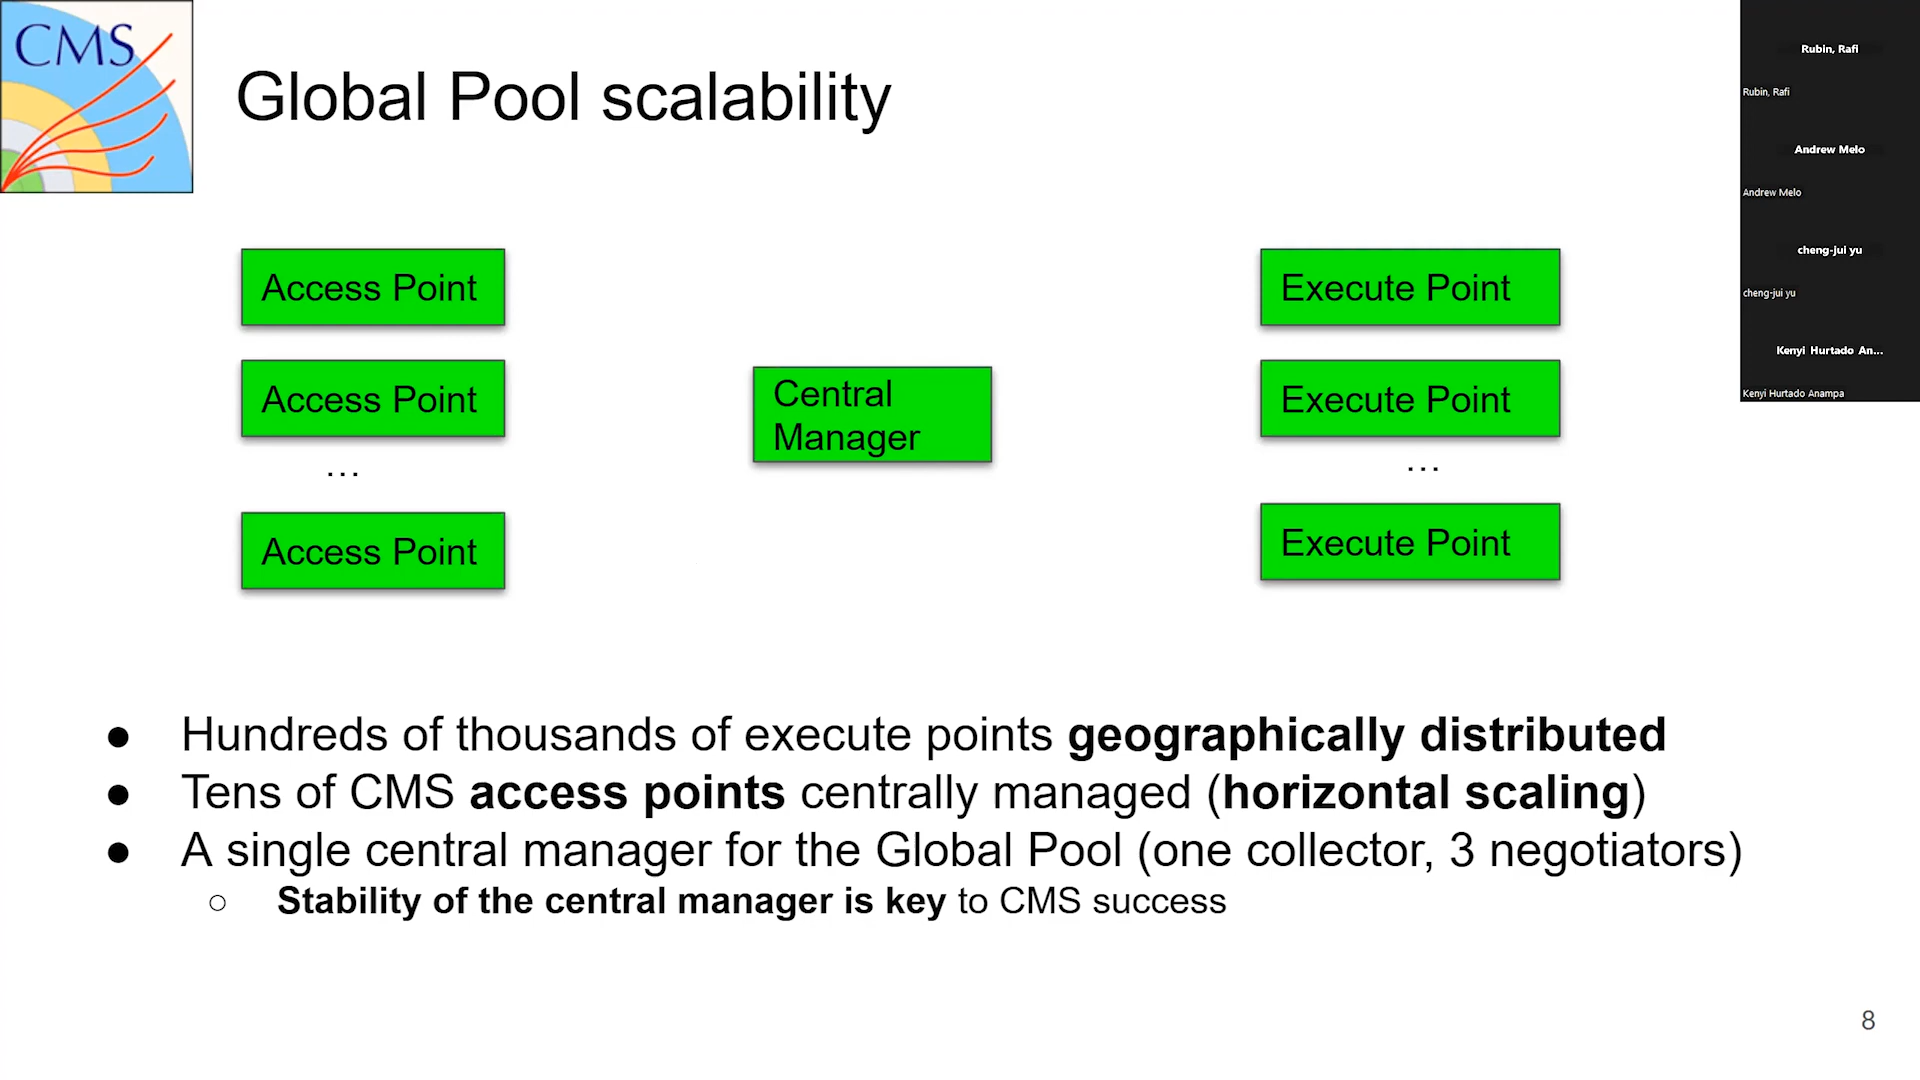 CMS
Global Pool scalability
Access Point
Access Point
...
Access Point
Central
Manager
Execute Point
Execute Point
...
Execute Point
● Hundreds of thousands of execute points geographically distributed
● Tens of CMS access points centrally managed (horizontal scaling)
● A single central manager for the Global Pool (one collector, 3 negotiators)
○ Stability of the central manager is key to CMS success
8
Rubin, Rafi
Rubin, Rafi
Andrew Melo
Andrew Melo
cheng-jui yu
cheng-jui yu
Kenyi Hurtado An...
Kenyi Hurtado Anampa